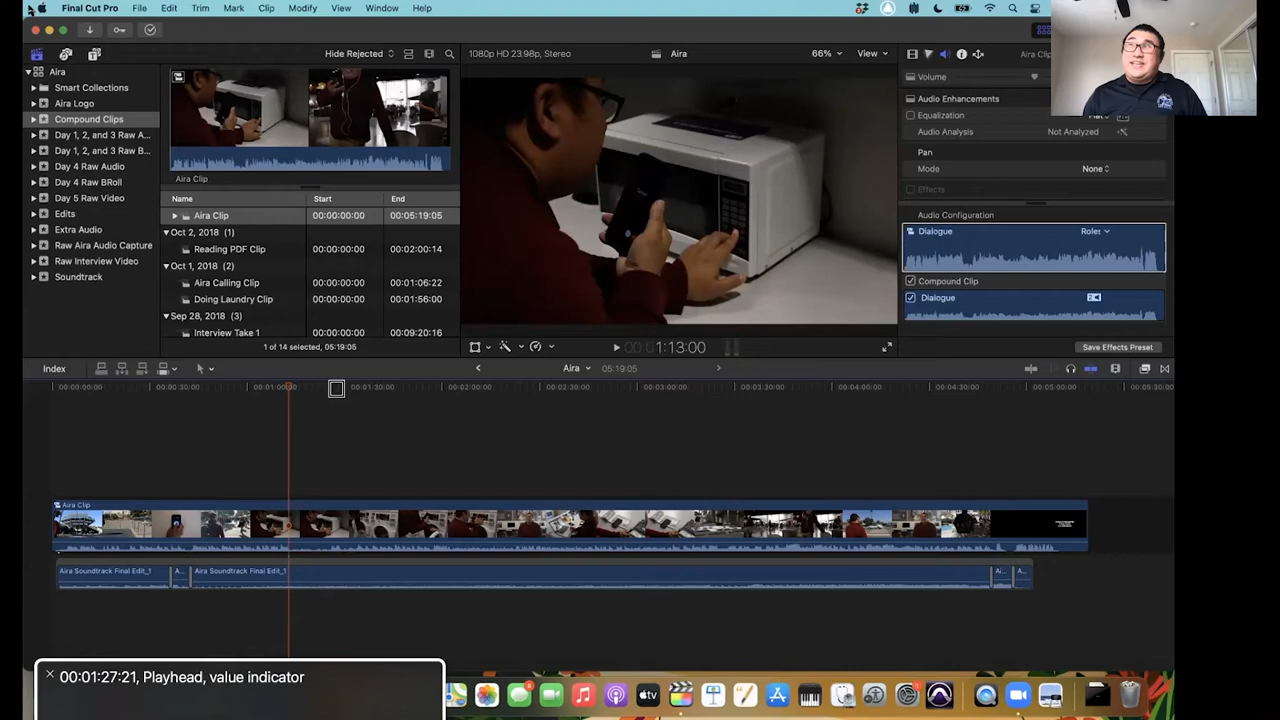 Final Cut Pro File Edit Trim Mark Clip Modify View Window Help
Hide Rejected
1080p HD 23.98p, Stereo
Aira
66%
View
Aira Clip
Aira
Smart Collections
Aira Logo
Compound Clips
Day 1, 2, and 3 Raw A...
Day 1, 2, and 3 Raw B...
Day 4 Raw Audio
Day 4 Raw BRoll
Day 5 Raw Video
Edits
Extra Audio
Raw Aira Audio Capture
Raw Interview Video
Soundtrack
Aira Clip
Name Start End
Aira Clip 00:00:00:00 00:05:19:05
Oct 2, 2018 (1)
Reading PDF Clip 00:00:00:00 00:02:00:14
Oct 1, 2018 (2)
Aira Calling Clip 00:00:00:00 00:01:06:22
Doing Laundry Clip 00:00:00:00 00:01:56:00
Sep 28, 2018 (3)
Interview Take 1 00:00:00:00 00:09:20:16
1 of 14 selected, 05:19:05
1:13:00
Volume
Audio Enhancements
Equalization
Audio Analysis Not Analyzed
Pan
Mode None
Effects
Audio Configuration
Dialogue Roles
Compound Clip
Dialogue
Save Effects Preset
Index
Aira 05:19:05
00:00:00:00 00:00:30:00 00:01:00:00 00:01:30:00 00:02:00:00 00:02:30:00 00:03:00:00 00:03:30:00 00:04:00:00 00:04:30:00 00:05:00:00 00:05:30:00
Aira Clip
Aira Soundtrack Final Edit_1 A... Aira Soundtrack Final Edit_1 Ai... A...
00:01:27:21, Playhead, value indicator
tv